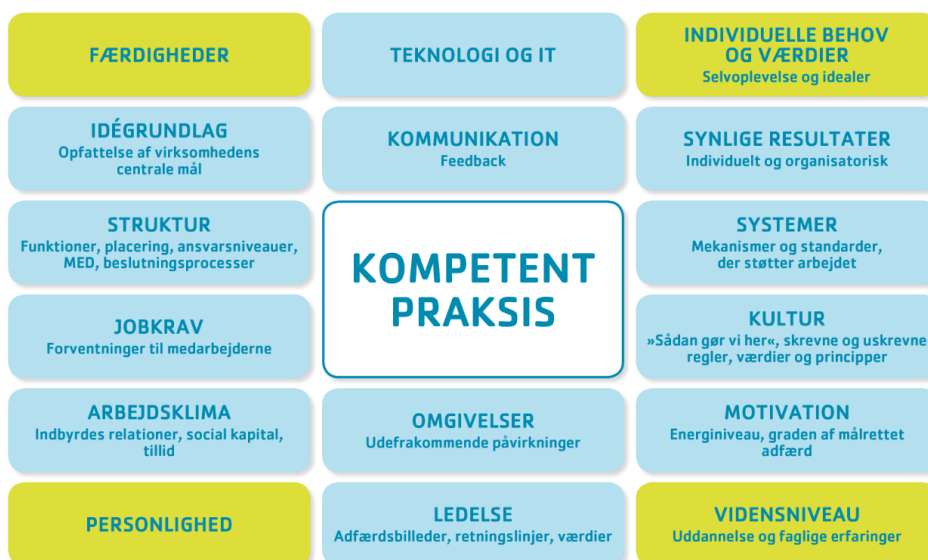 FÆRDIGHEDER
TEKNOLOGI OG IT
INDIVIDUELLE BEHOV
OG VÆRDIER
Selvoplevelse og idealer
IDÉGRUNDLAG
Opfattelse af virksomhedens
centrale mål
KOMMUNIKATION
Feedback
SYNLIGE RESULTATER
Individuelt og organisatorisk
STRUKTUR
Funktioner, placering, ansvarsniveauer,
MED, beslutningsprocesser
KOMPETENT
PRAKSIS
SYSTEMER
Mekanismer og standarder,
der støtter arbejdet
JOBKRAV
Forventninger til medarbejderne
KULTUR
»Sådan gør vi her«, skrevne og uskrevne
regler, værdier og principper
ARBEJDSKLIMA
Indbyrdes relationer, social kapital,
tillid
OMGIVELSER
Udefrakommende påvirkninger
MOTIVATION
Energiniveau, graden af målrettet
adfærd
PERSONLIGHED
LEDELSE
Adfærdsbilleder, retningslinjer, værdier
VIDENSNIVEAU
Uddannelse og faglige erfaringer